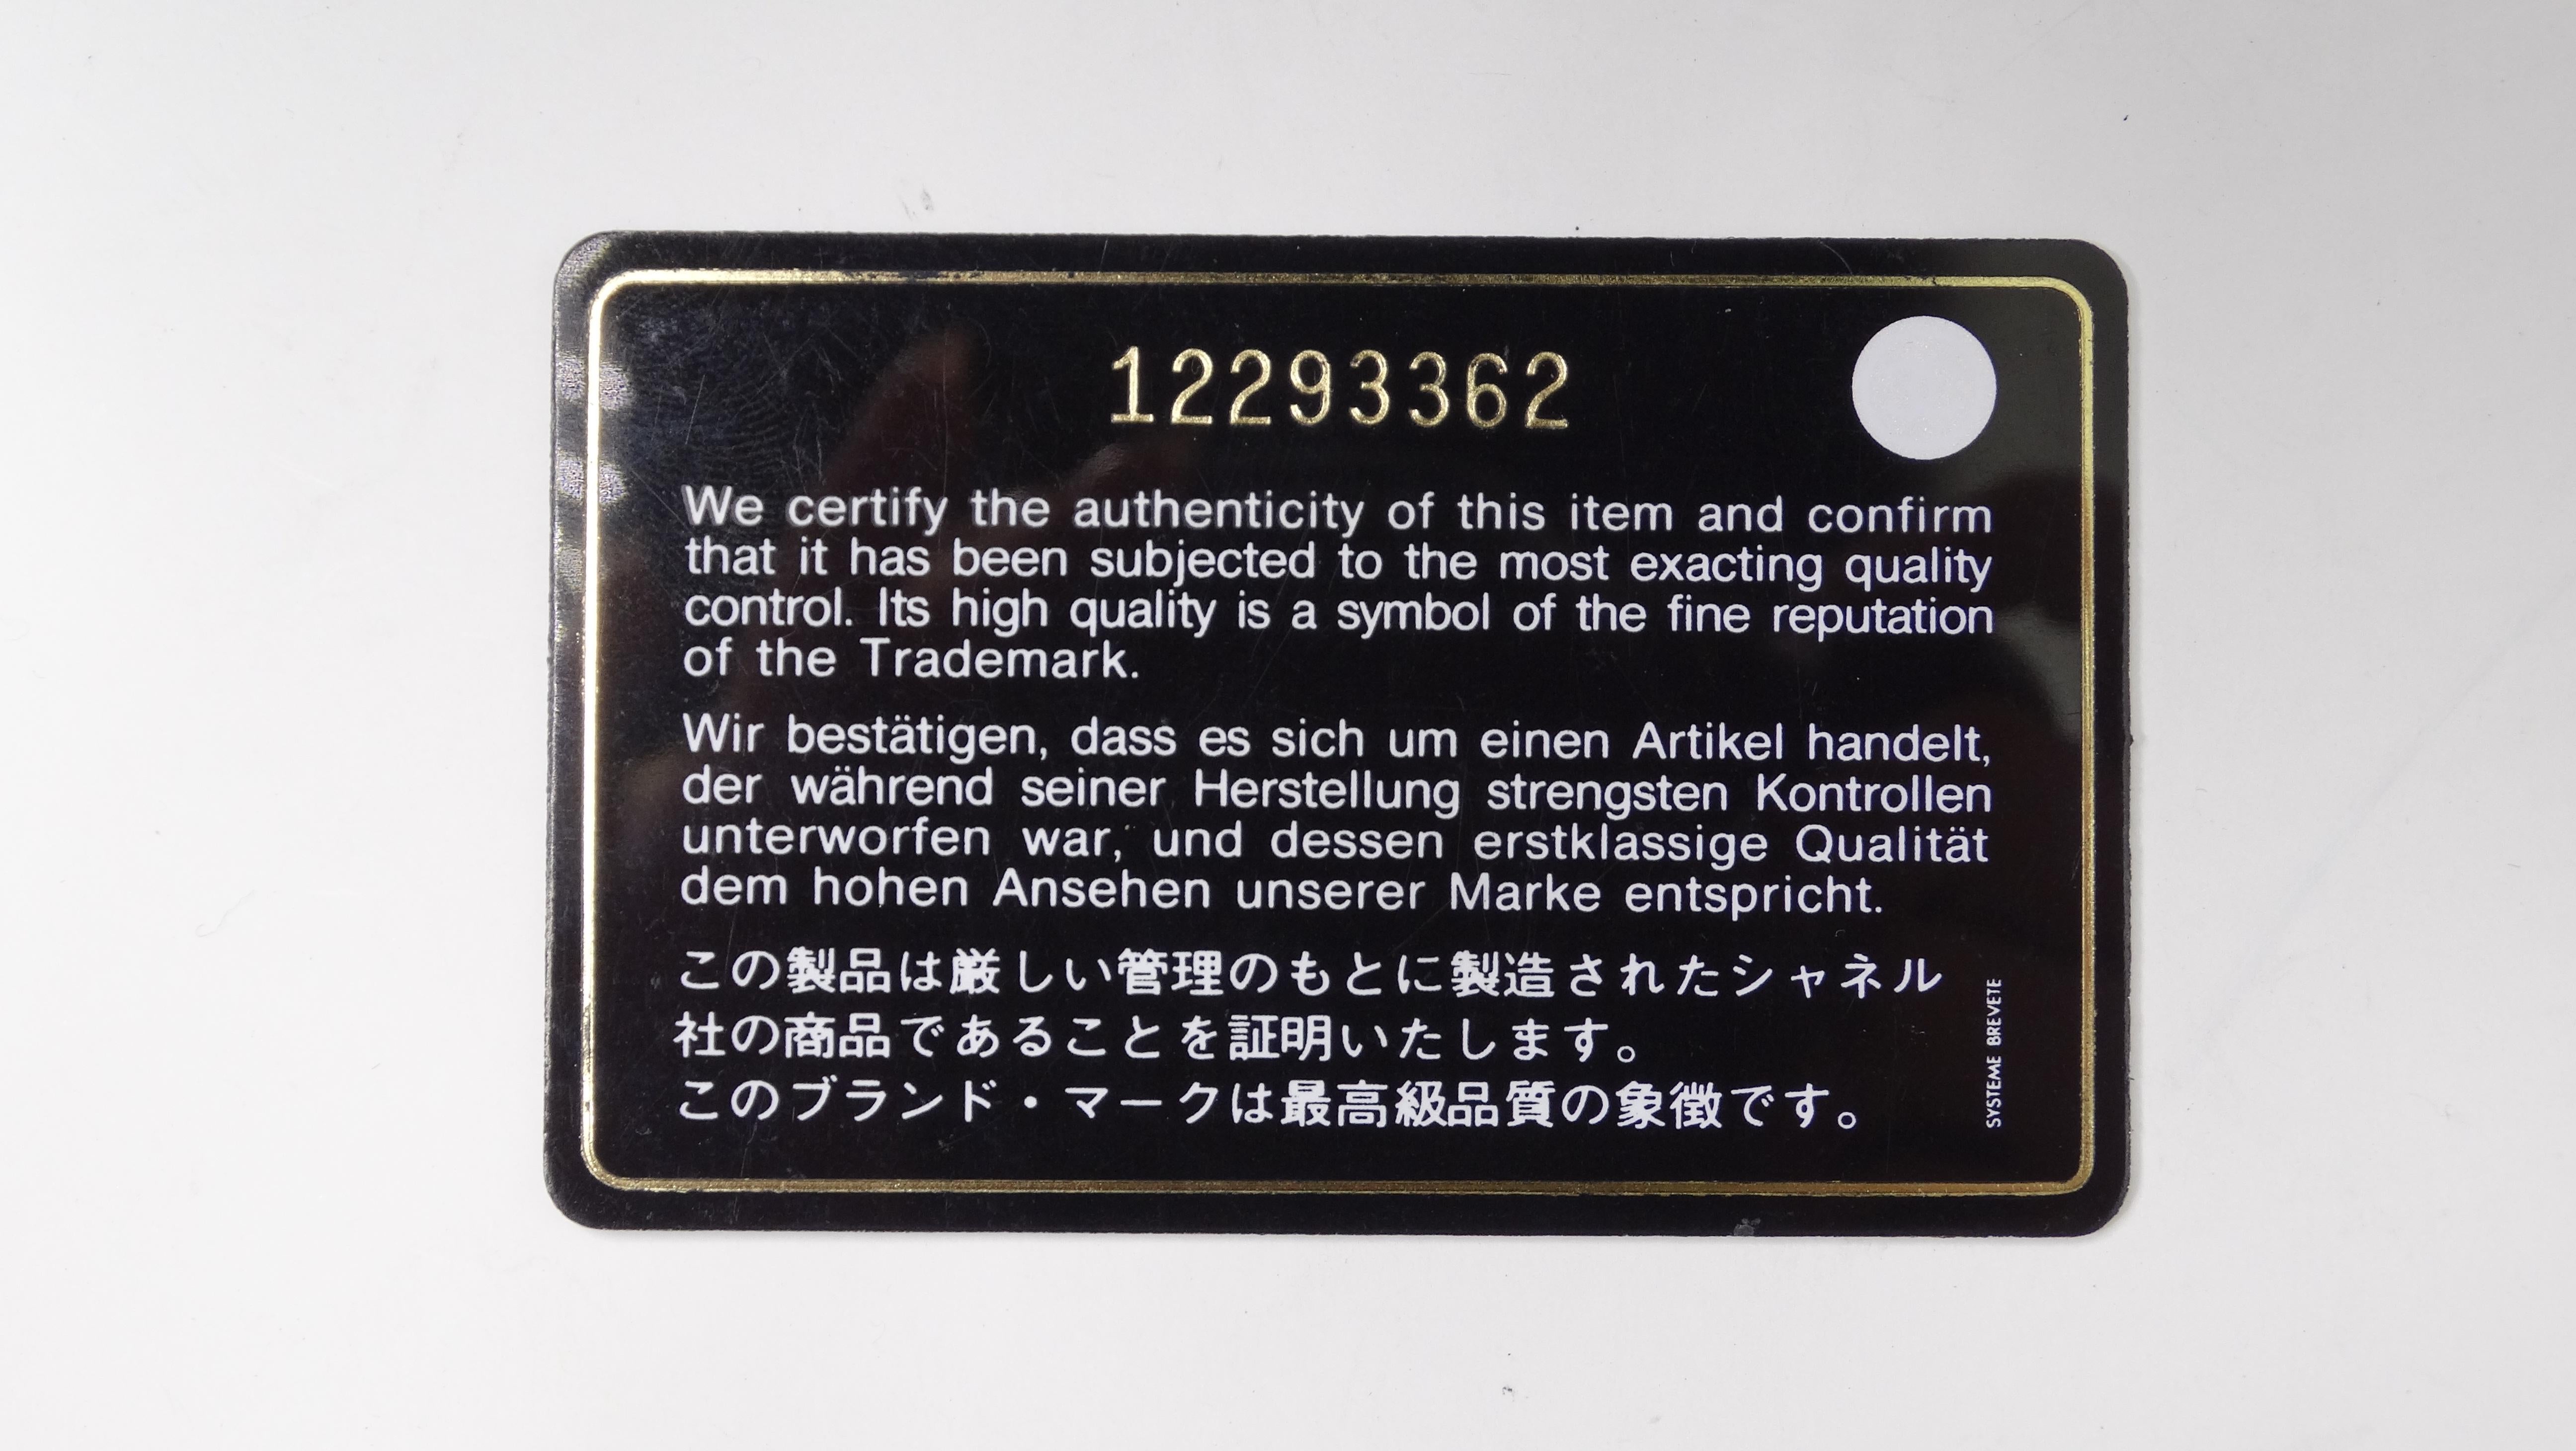 12293362
We certify the authenticity of this item and confirm
that it has been subjected to the most exacting quality
control. Its high quality is a symbol of the fine reputation
of the Trademark.
Wir bestätigen, dass es sich um einen Artikel handelt,
der während seiner Herstellung strengsten Kontrollen
unterworfen war, und dessen erstklassige Qualität
dem hohen Ansehen unserer Marke entspricht.
この製品は厳しい管理のもとに製造されたシャネル
社の商品であることを証明いたします。
このブランド・マークは最高級品質の象徴です。
SYSTEME BREVETE